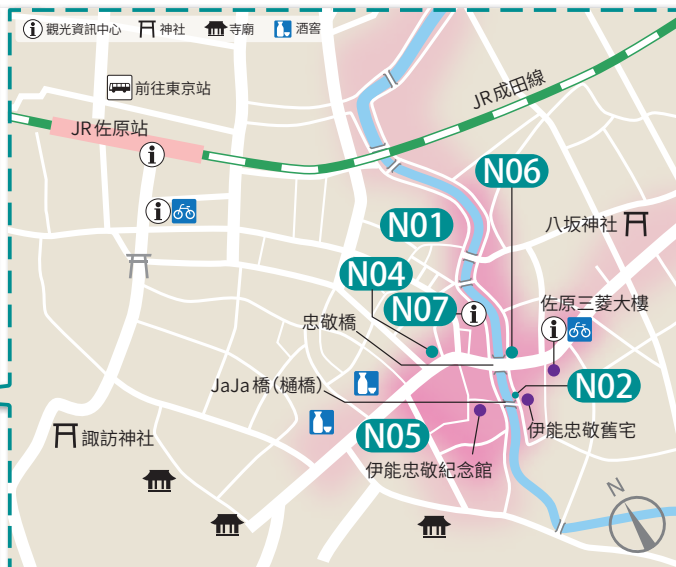 i 觀光資訊中心 神社 寺廟 酒窖
前往東京站
JR成田線
JR佐原站
i
i
N06
N01
八坂神社
N04
N07 i
佐原三菱大樓
i
忠敬橋
JaJa橋(樋橋)
N02
N05
伊能忠敬舊宅
諏訪神社
伊能忠敬紀念館
N